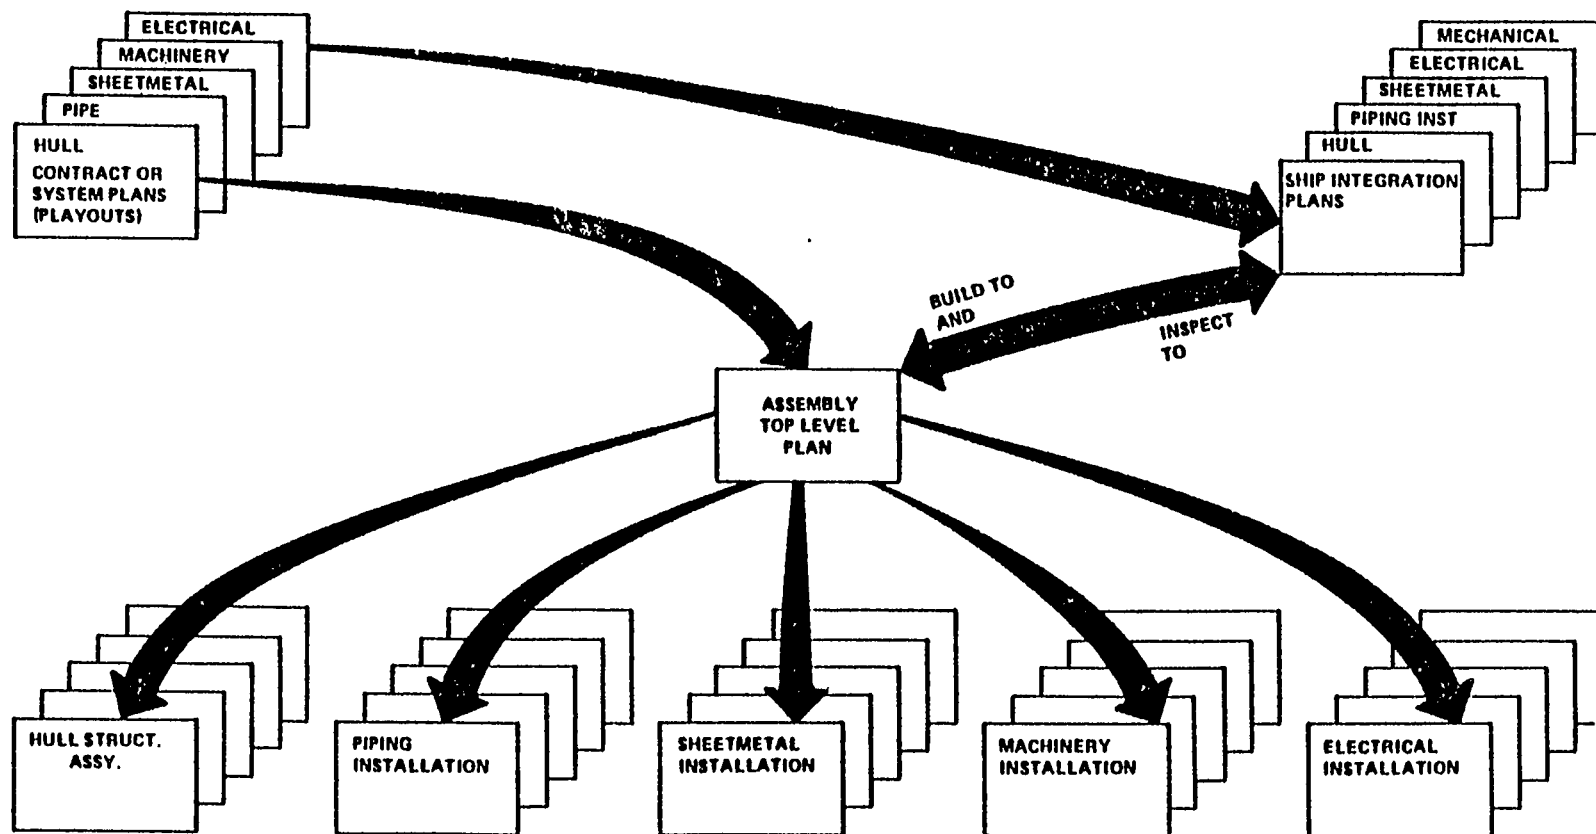 ELECTRICAL
MACHINERY
SHEETMETAL
PIPE
HULL
CONTRACT OR
SYSTEM PLANS
(PLAYOUTS)
MECHANICAL
ELECTRICAL
SHEETMETAL
PIPING INST
HULL
SHIP INTEGRATION
PLANS
BUILD TO
AND
INSPECT
TO
ASSEMBLY
TOP LEVEL
PLAN
HULL STRUCT.
ASSY.
PIPING
INSTALLATION
SHEETMETAL
INSTALLATION
MACHINERY
INSTALLATION
ELECTRICAL
INSTALLATION